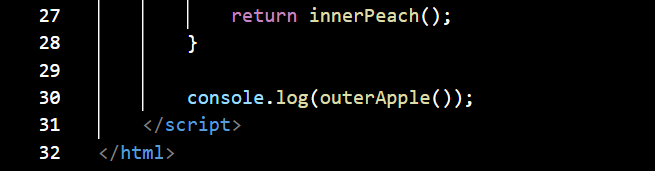 27 return innerPeach();
28 }
29
30 console.log(outerApple());
31 </script>
32 </html>